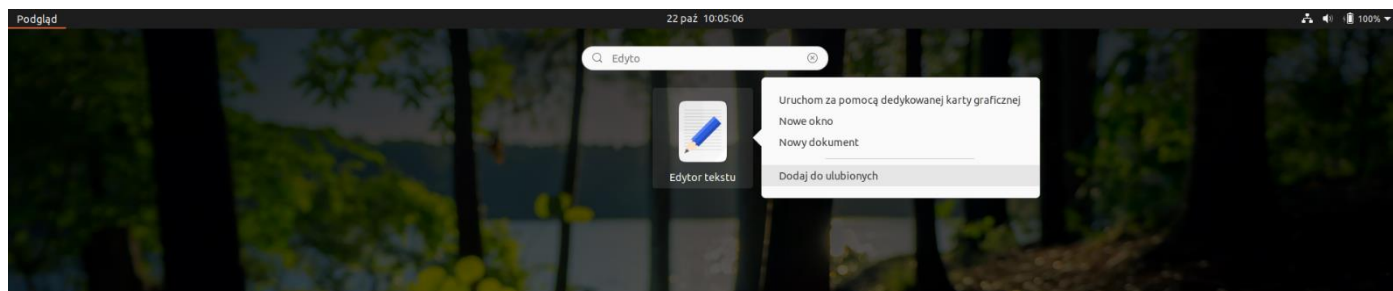 Podgląd
22 paź 10:05:06
100%
Edyto
Edytor tekstu
Uruchom za pomocą dedykowanej karty graficznej
Nowe okno
Nowy dokument
Dodaj do ulubionych